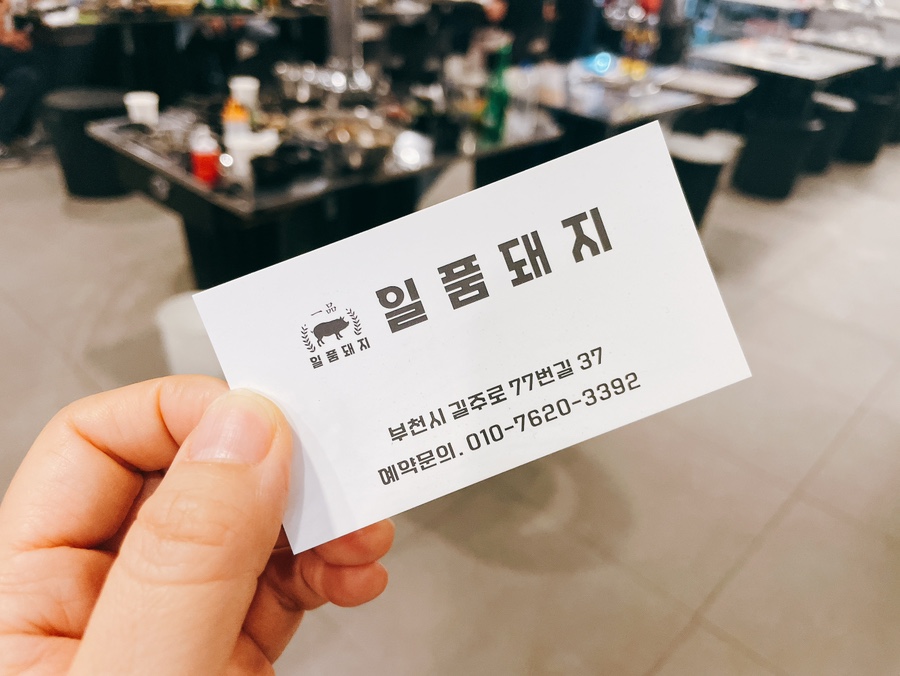 一品
일품돼지
일품돼지
부천시 길주로 77번길 37
예약문의. 010-7620-3392